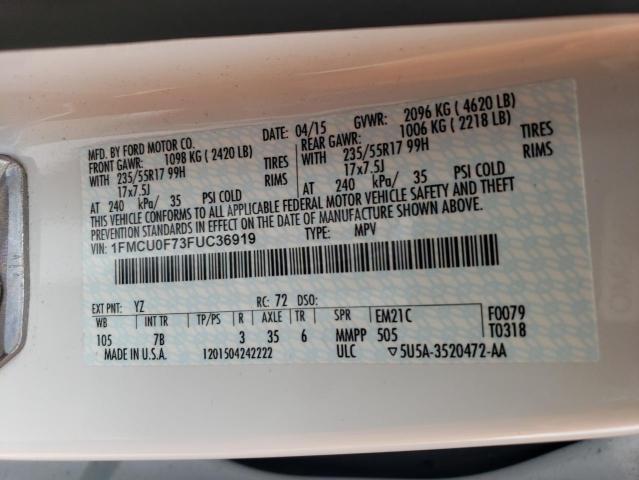 MFD. BY FORD MOTOR CO. DATE: 04/15 GVWR: 2096 KG ( 4620 LB)
FRONT GAWR: 1098 KG ( 2420 LB) REAR GAWR: 1006 KG ( 2218 LB)
WITH 235/55R17 99H TIRES WITH 235/55R17 99H TIRES
17x7.5J RIMS 17x7.5J RIMS
AT 240 kPa/ 35 PSI COLD AT 240 kPa/ 35 PSI COLD
THIS VEHICLE CONFORMS TO ALL APPLICABLE FEDERAL MOTOR VEHICLE SAFETY AND THEFT
PREVENTION STANDARDS IN EFFECT ON THE DATE OF MANUFACTURE SHOWN ABOVE.
VIN: 1FMCU0F73FUC36919 TYPE: MPV
EXT PNT: YZ RC: 72 DSO:
WB INT TR TP/PS R AXLE TR SPR EM21C F0079
105 7B 3 35 6 MMPP 505 T0318
MADE IN U.S.A. 1201504242222 ULC ▽5U5A-3520472-AA